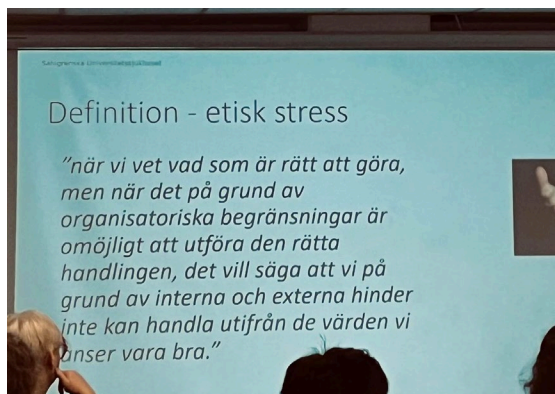 Sahlgrenska Universitetssjukhuset
Definition - etisk stress
”när vi vet vad som är rätt att göra,
men när det på grund av
organisatoriska begränsningar är
omöjligt att utföra den rätta
handlingen, det vill säga att vi på
grund av interna och externa hinder
inte kan handla utifrån de värden vi
anser vara bra.”